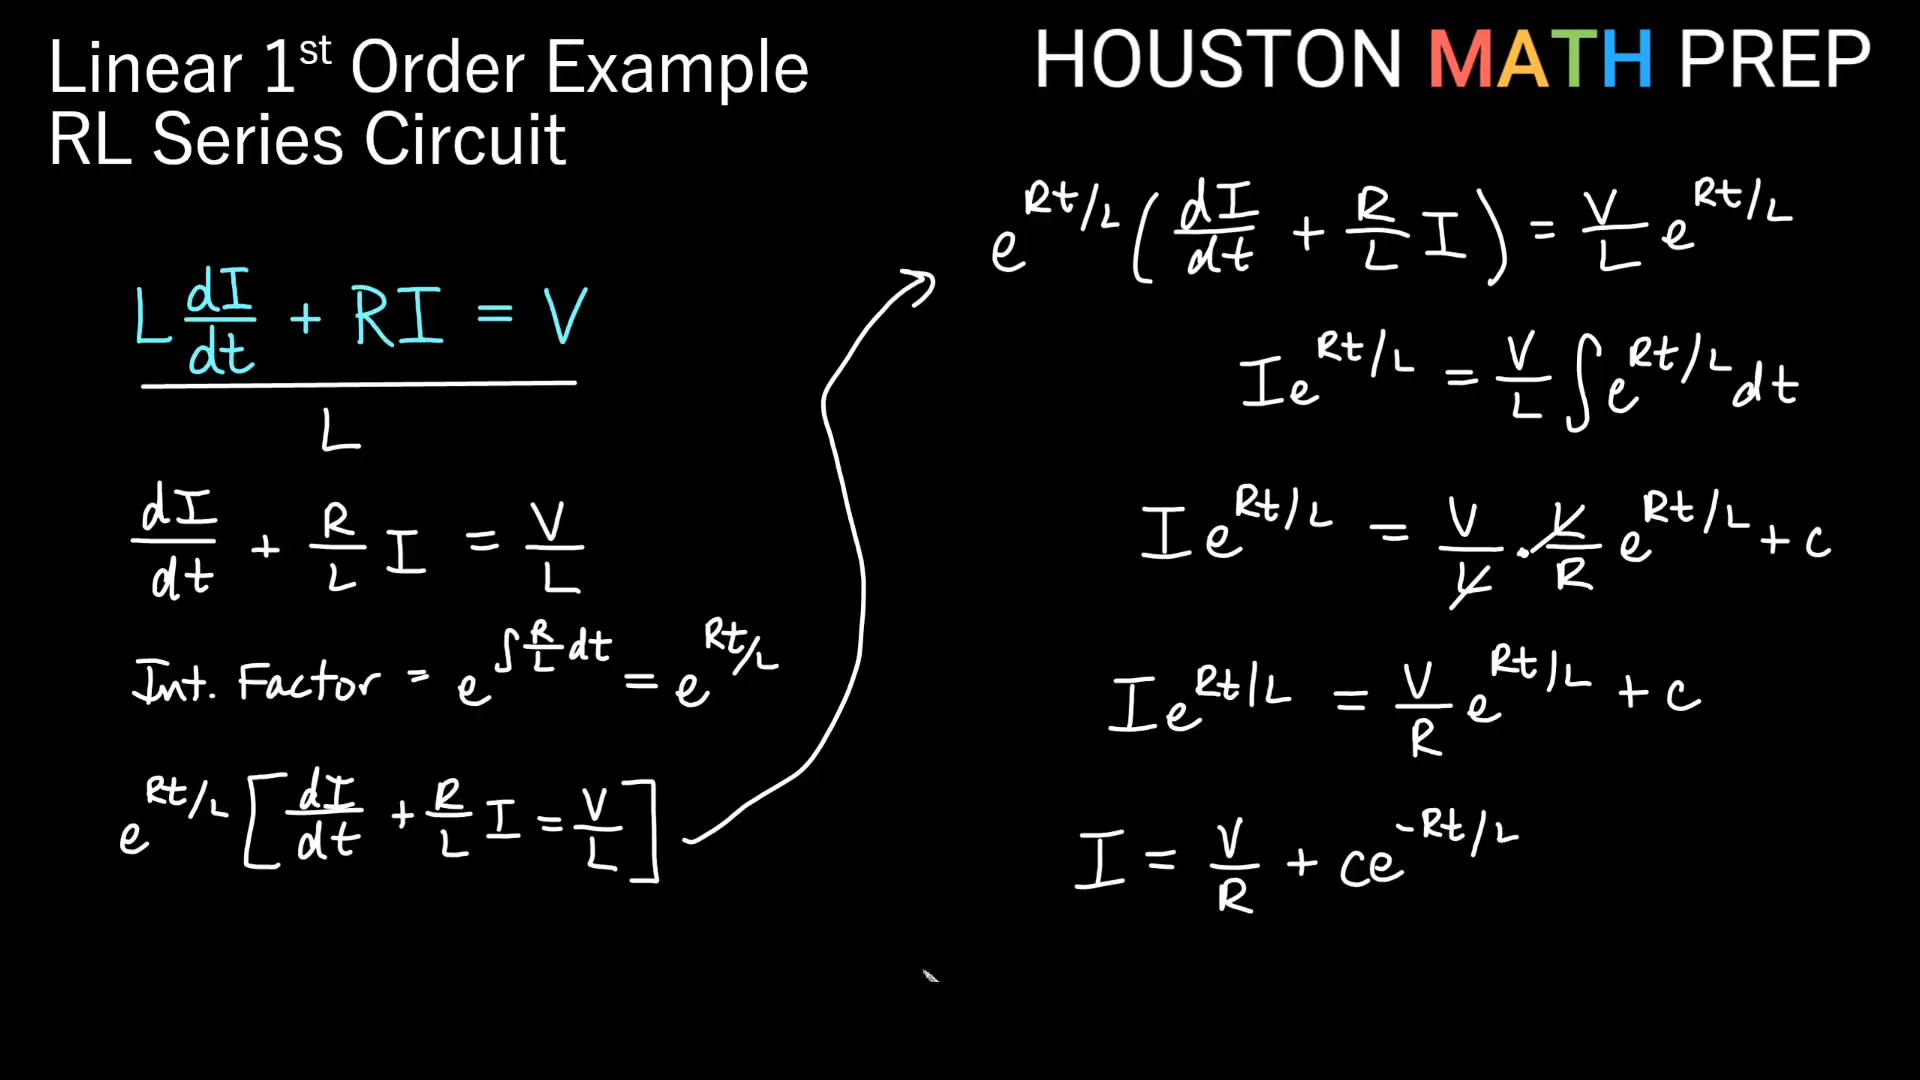 Linear 1st Order Example
RL Series Circuit
L dI/dt + RI = V
L
dI/dt + R/L I = V/L
Int. Factor = e^∫R/L dt = e^Rt/L
e^Rt/L [dI/dt + R/L I = V/L]
HOUSTON MATH PREP
e^Rt/L (dI/dt + R/L I) = V/L e^Rt/L
Ie^Rt/L = V/L ∫e^Rt/L dt
Ie^Rt/L = V/L · L/R e^Rt/L + c
Ie^Rt/L = V/R e^Rt/L + c
I = V/R + ce^-Rt/L